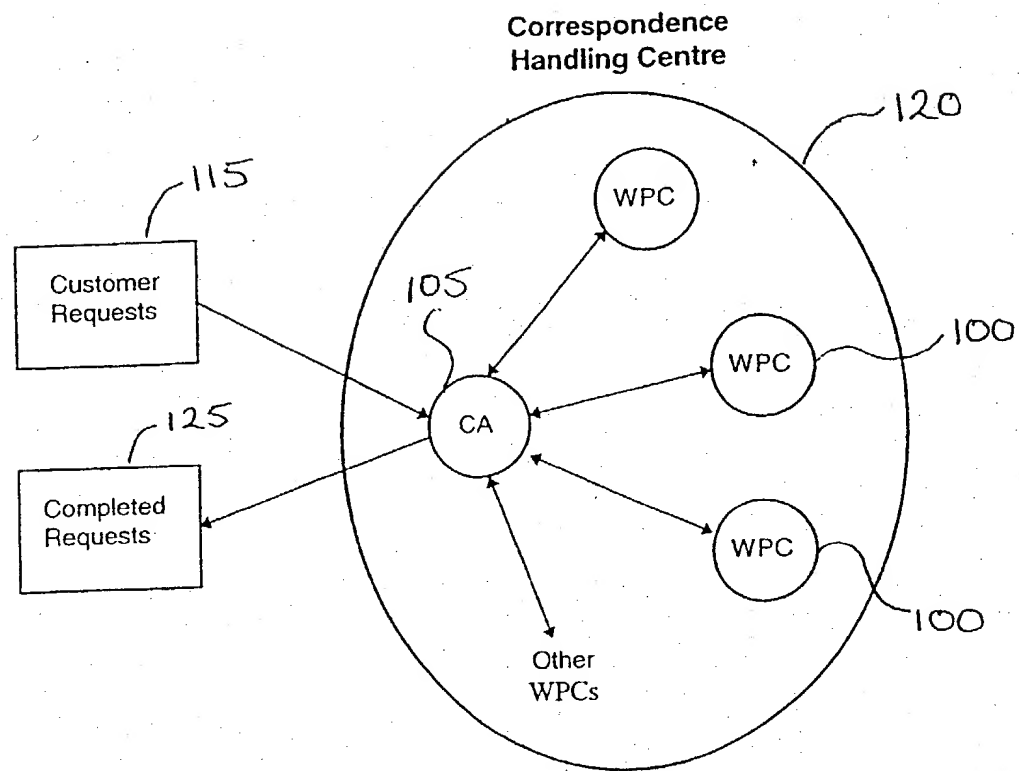 Correspondence
Handling Centre
120
115
WPC
Customer
Requests
105
100
WPC
CA
125
Completed
Requests
WPC
100
Other
WPCs